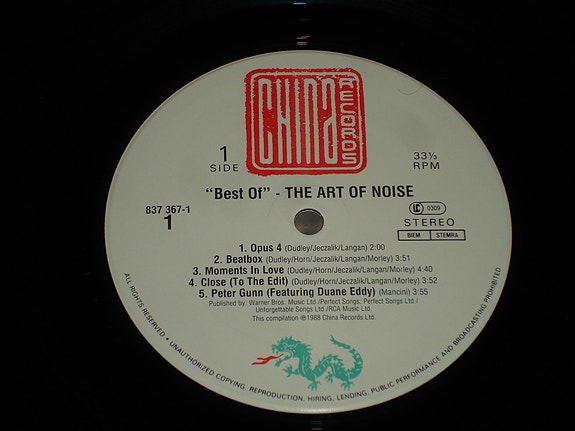 CHINA RECORDS
1
SIDE
33⅓
RPM
"Best Of" - THE ART OF NOISE
837 367-1
1
LC 0309
STEREO
BIEM STEMRA
1. Opus 4 (Dudley/Jeczalik/Langan) 2:00
2. Beatbox (Dudley/Horn/Jeczalik/Langan/Morley) 3:51
3. Moments In Love (Dudley/Horn/Jeczalik/Langan/Morley) 4:40
4. Close (To The Edit) (Dudley/Horn/Jeczalik/Langan/Morley) 3:52
5. Peter Gunn (Featuring Duane Eddy) (Mancini) 3:55
Published by: Warner Bros. Music Ltd./Perfect Songs; Perfect Songs Ltd./
Unforgettable Songs Ltd./RCA Music Ltd.
This compilation ℗1988 China Records Ltd.
ALL RIGHTS RESERVED • UNAUTHORIZED COPYING, REPRODUCTION, HIRING, LENDING, PUBLIC PERFORMANCE AND BROADCASTING PROHIBITED